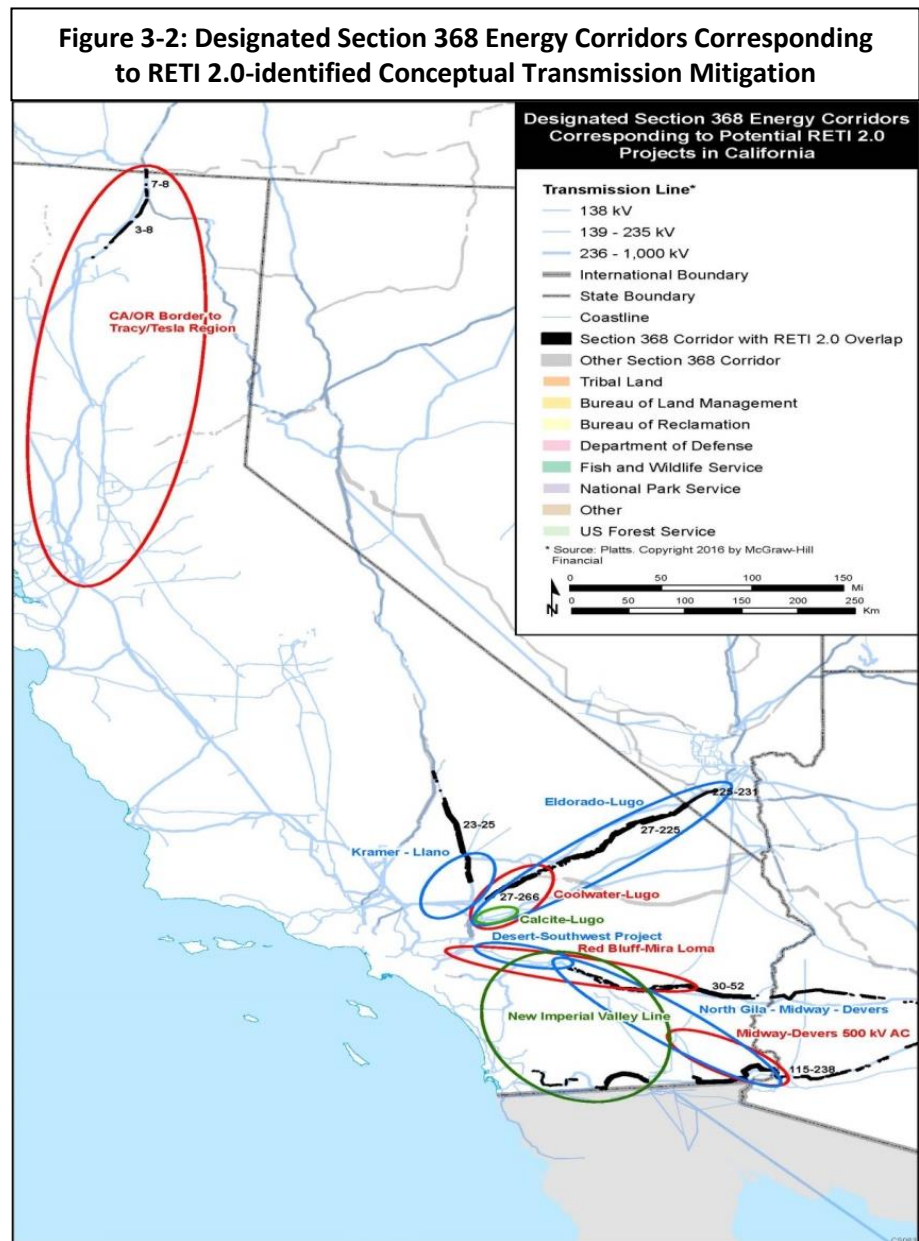 Figure 3-2: Designated Section 368 Energy Corridors Corresponding
to RETI 2.0-identified Conceptual Transmission Mitigation
Designated Section 368 Energy Corridors
Corresponding to Potential RETI 2.0
Projects in California
Transmission Line*
138 kV
139 - 235 kV
236 - 1,000 kV
International Boundary
State Boundary
Coastline
Section 368 Corridor with RETI 2.0 Overlap
Other Section 368 Corridor
Tribal Land
Bureau of Land Management
Bureau of Reclamation
Department of Defense
Fish and Wildlife Service
National Park Service
Other
US Forest Service
* Source: Platts. Copyright 2016 by McGraw-Hill
Financial
0 50 100 150
Mi
0 50 100 150 200 250
Km
N
7-8
3-8
CA/OR Border to
Tracy/Tesla Region
225-231
Eldorado-Lugo
27-225
23-25
Kramer - Llano
27-266
Coolwater-Lugo
Calcite-Lugo
Desert-Southwest Project
Red Bluff-Mira Loma
30-52
North Gila - Midway - Devers
New Imperial Valley Line
Midway-Devers 500 kV AC
115-238